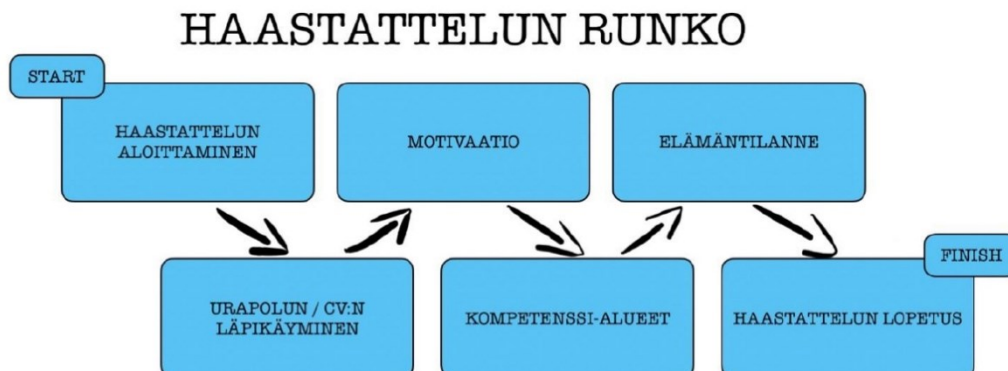 HAASTATTELUN RUNKO
START
HAASTATTELUN
ALOITTAMINEN
URAPOLUN / CV:N
LÄPIKÄYMINEN
MOTIVAATIO
KOMPETENSSI-ALUEET
ELÄMÄNTILANNE
HAASTATTELUN LOPETUS
FINISH